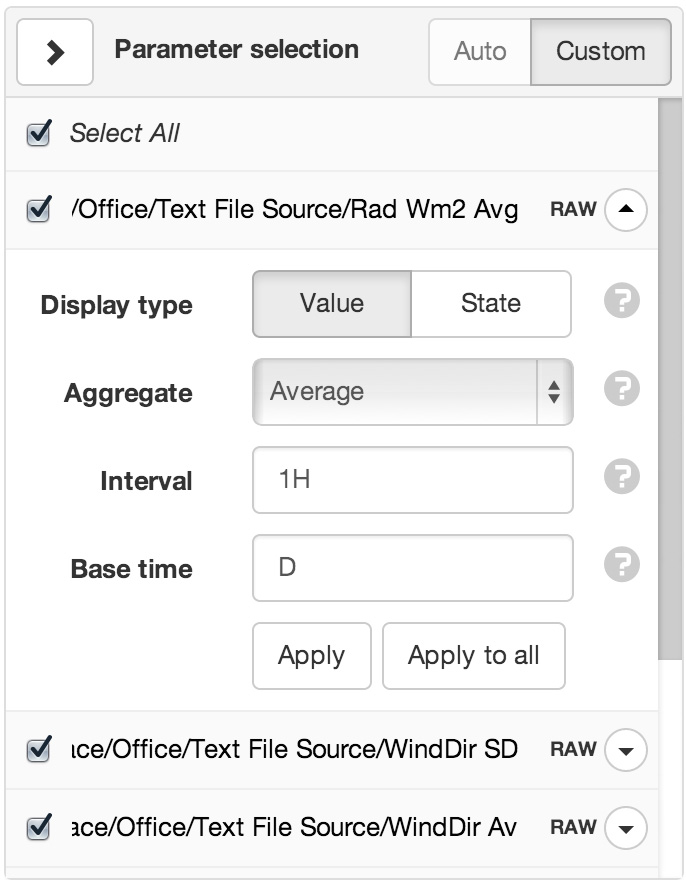 Parameter selection Auto Custom
Select All
/Office/Text File Source/Rad Wm2 Avg RAW
Display type Value State ?
Aggregate Average ?
Interval 1H ?
Base time D ?
Apply Apply to all
ace/Office/Text File Source/WindDir SD RAW
ace/Office/Text File Source/WindDir Av RAW